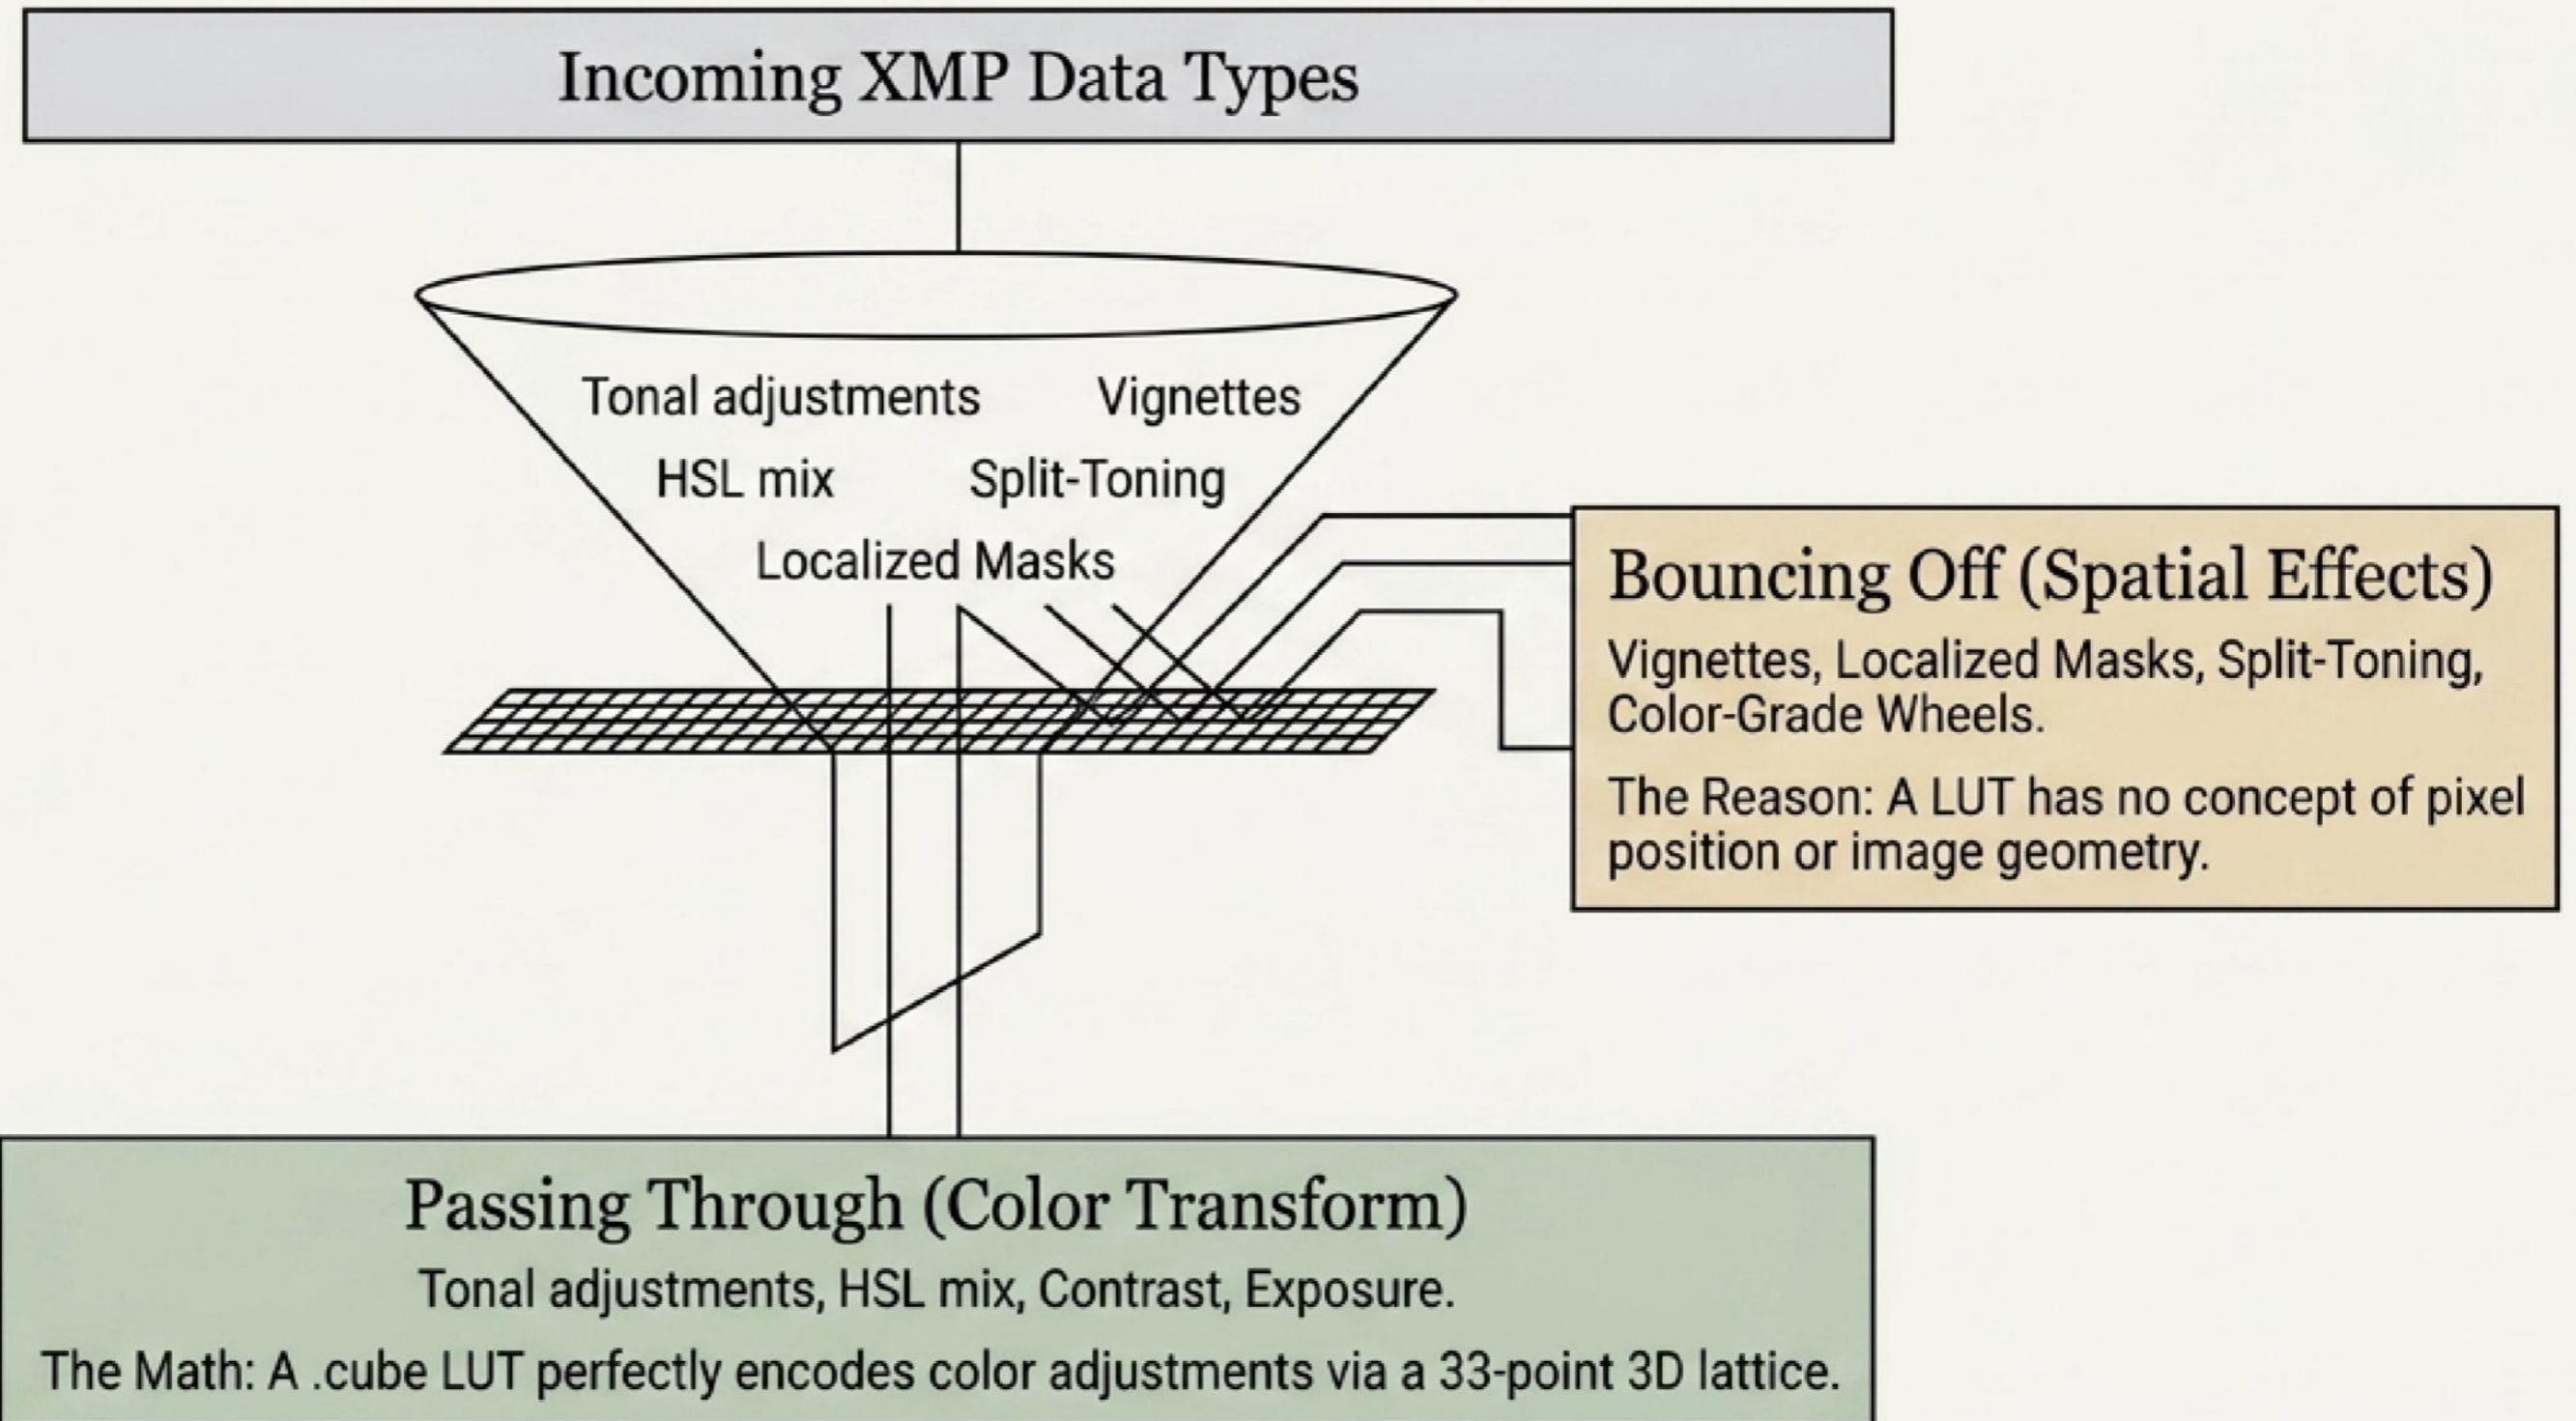 Incoming XMP Data Types
Tonal adjustments
Vignettes
HSL mix
Split-Toning
Localized Masks
Bouncing Off (Spatial Effects)
Vignettes, Localized Masks, Split-Toning,
Color-Grade Wheels.
The Reason: A LUT has no concept of pixel
position or image geometry.
Passing Through (Color Transform)
Tonal adjustments, HSL mix, Contrast, Exposure.
The Math: A .cube LUT perfectly encodes color adjustments via a 33-point 3D lattice.